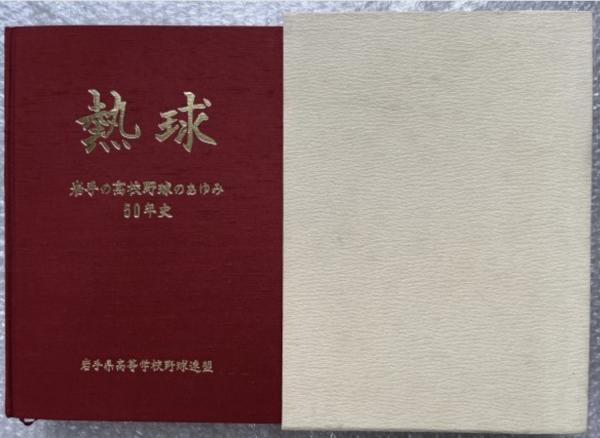 熱球
岩手の高校野球のあゆみ
50年史
岩手県高等学校野球連盟